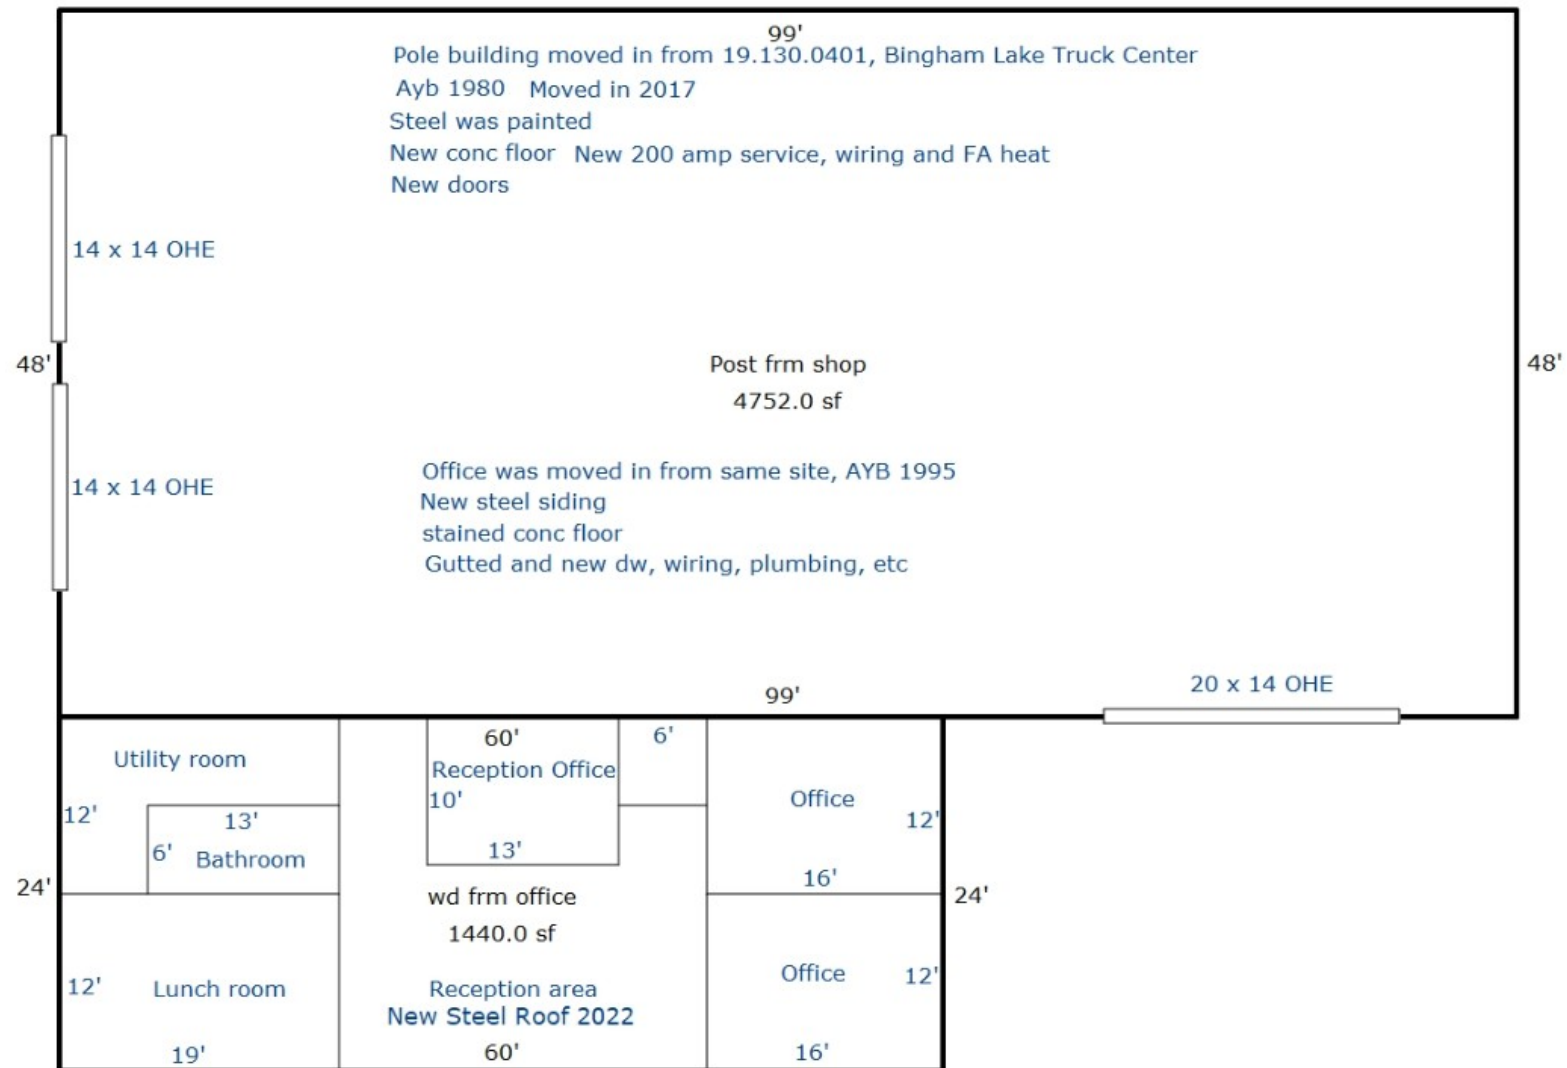 99'
Pole building moved in from 19.130.0401, Bingham Lake Truck Center
Ayb 1980 Moved in 2017
Steel was painted
New conc floor New 200 amp service, wiring and FA heat
New doors
14 x 14 OHE
48'
Post frm shop
48'
4752.0 sf
Office was moved in from same site, AYB 1995
14 x 14 OHE
New steel siding
stained conc floor
Gutted and new dw, wiring, plumbing, etc
20 x 14 OHE
99'
60'
6'
Utility room
Reception Office
12'
13'
10'
Office
12'
6'
Bathroom
13'
16'
24'
wd frm office
24'
1440.0 sf
12'
Lunch room
Reception area
Office
12'
New Steel Roof 2022
19'
60'
16'